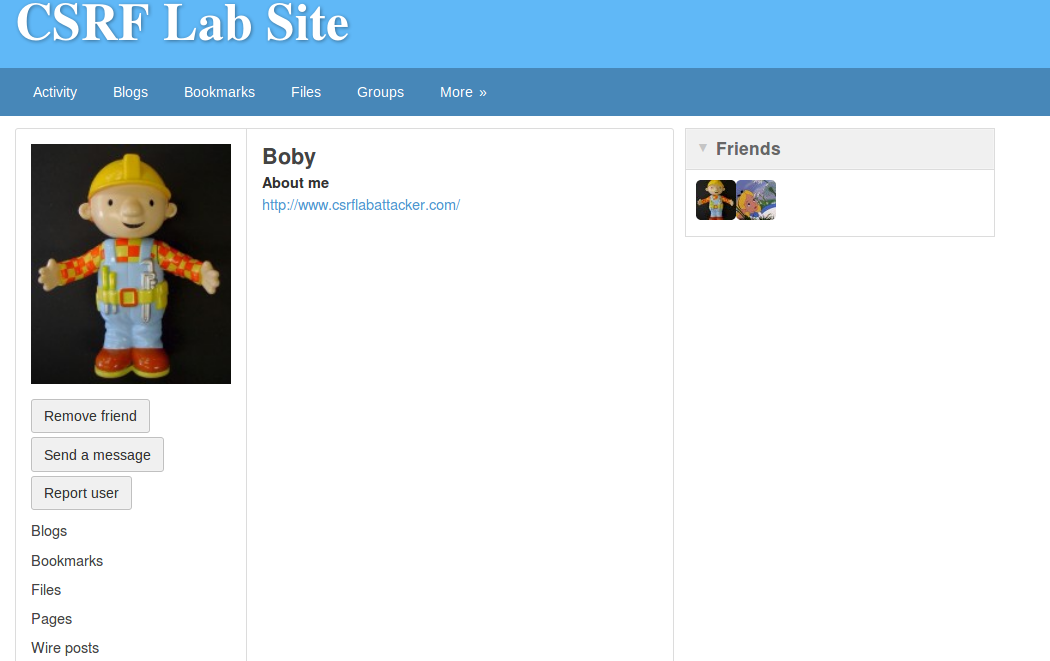 CSRF Lab Site
Activity
Blogs
Bookmarks
Files
Groups
More »
Boby
About me
http://www.csrflabattacker.com/
Remove friend
Send a message
Report user
Blogs
Bookmarks
Files
Pages
Wire posts
Friends